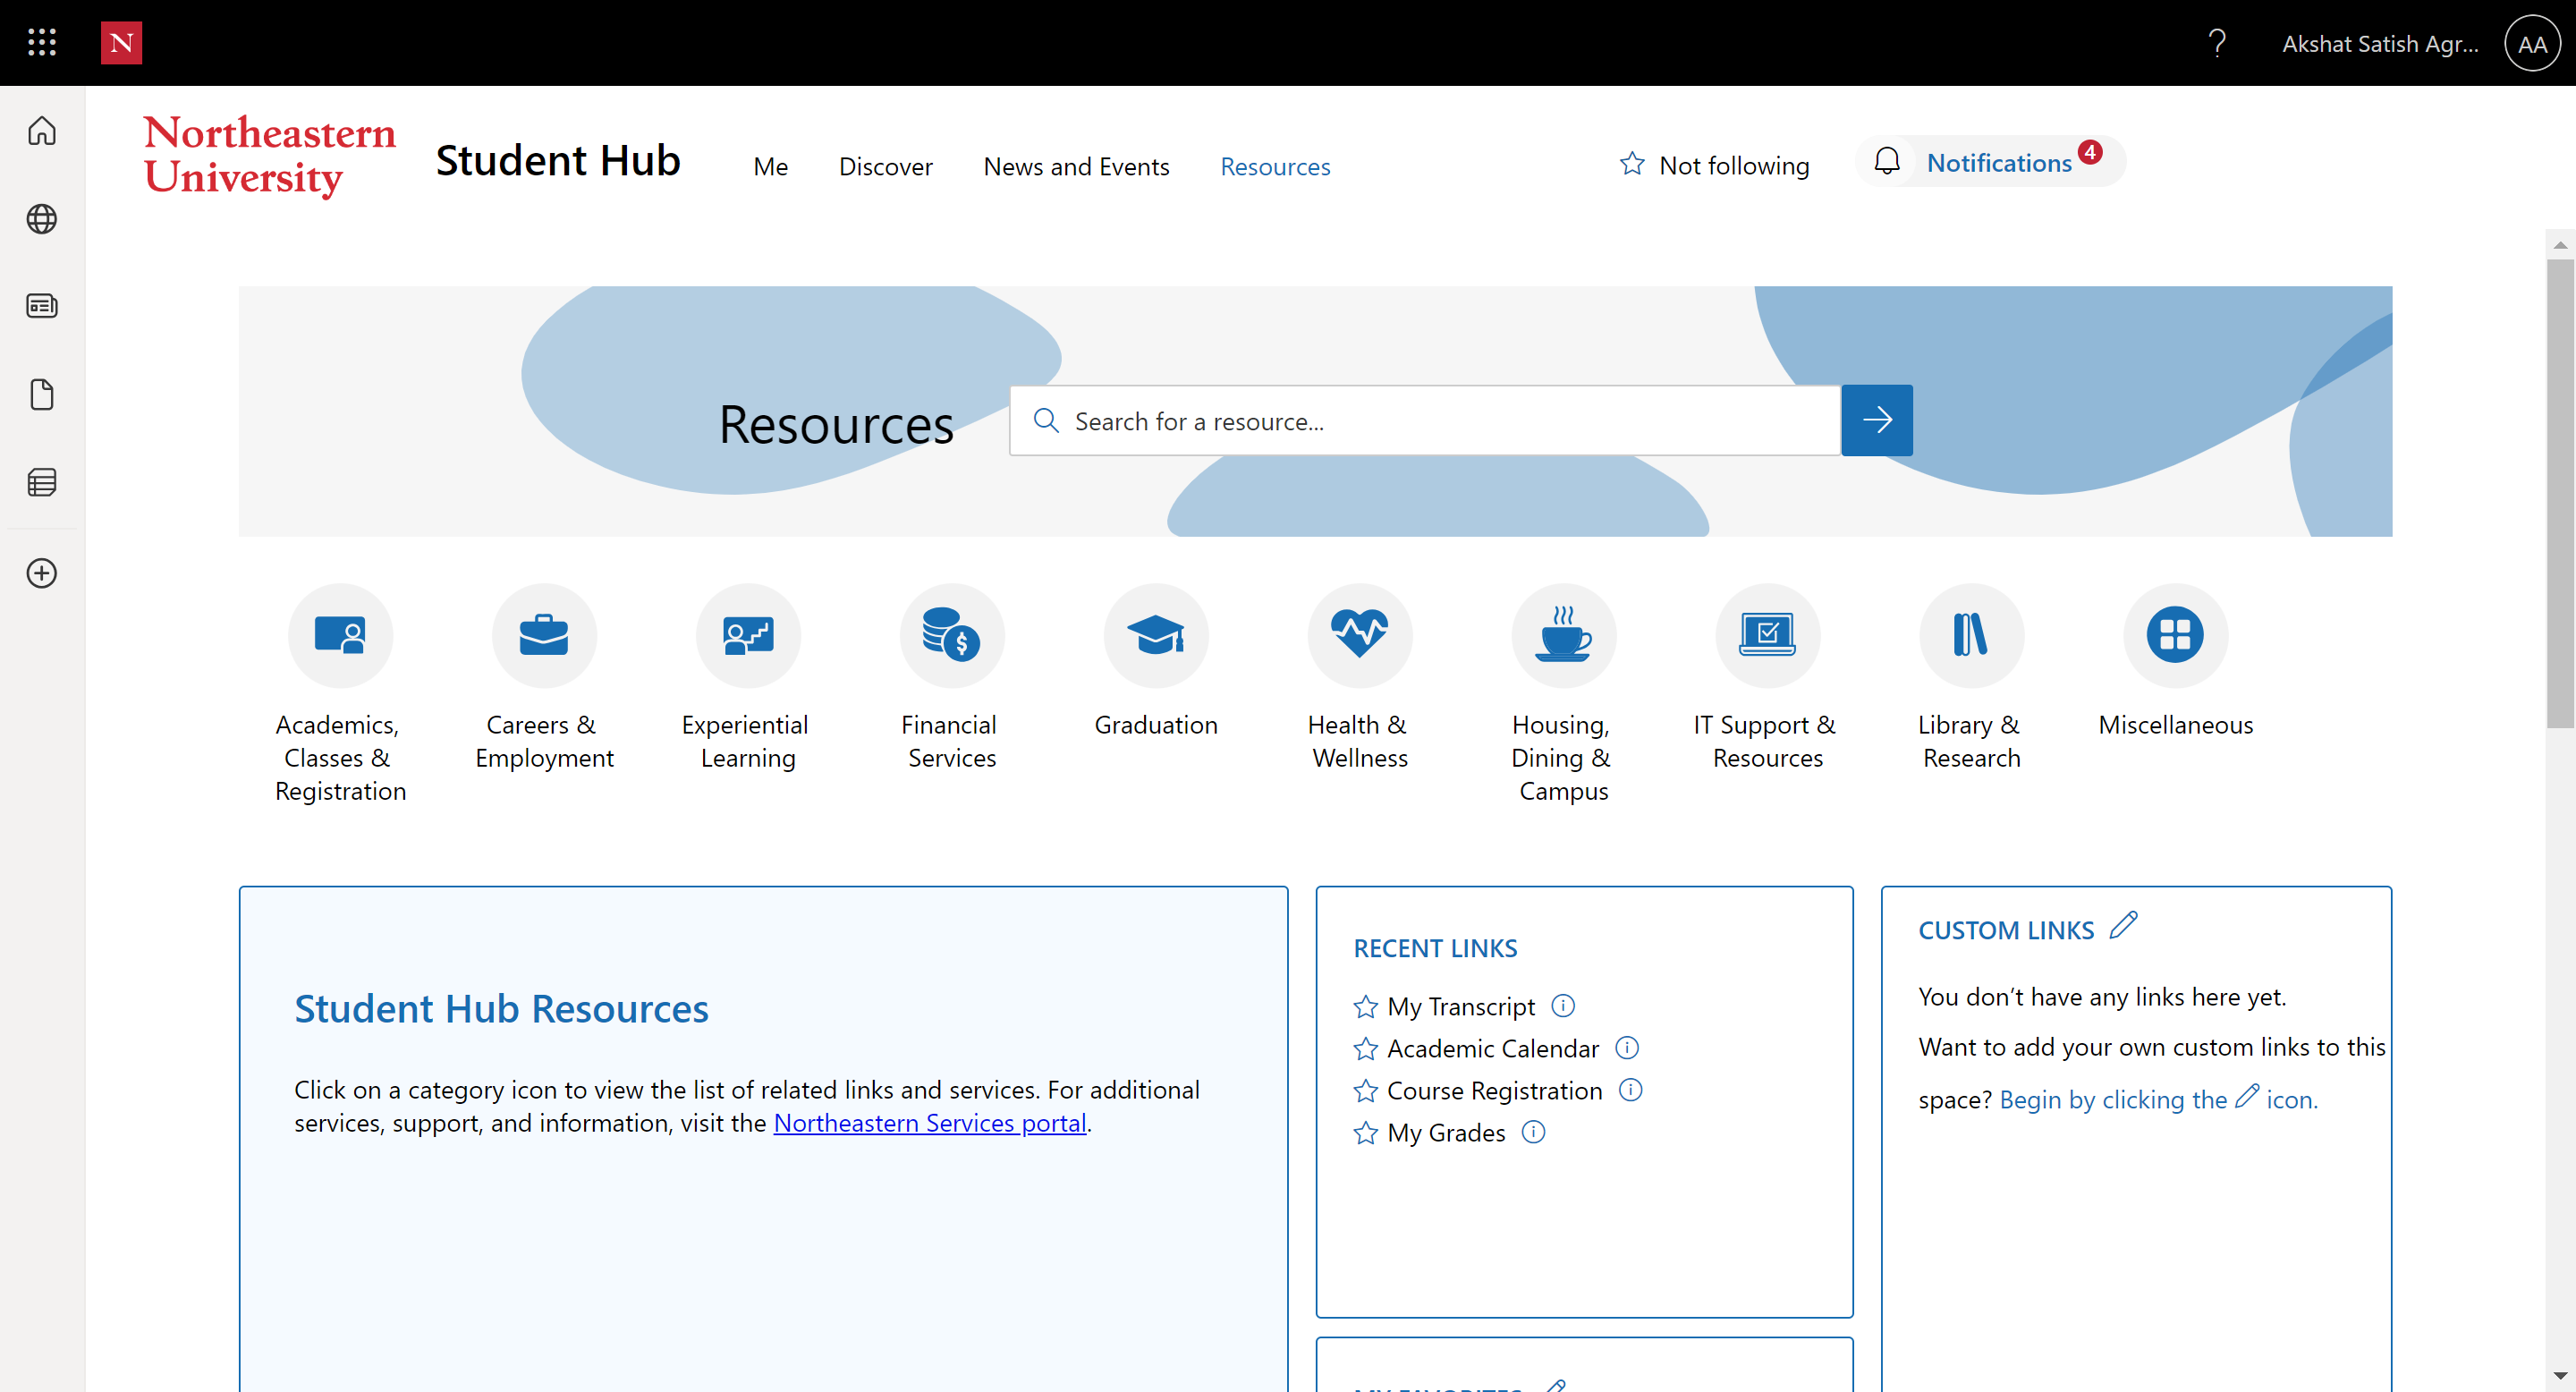 N
?
Akshat Satish Agr...
AA
Northeastern
University
Student Hub
Me
Discover
News and Events
Resources
Not following
Notifications
4
Resources
Search for a resource...
Academics,
Classes &
Registration
Careers &
Employment
Experiential
Learning
Financial
Services
Graduation
Health &
Wellness
Housing,
Dining &
Campus
IT Support &
Resources
Library &
Research
Miscellaneous
Student Hub Resources
Click on a category icon to view the list of related links and services. For additional
services, support, and information, visit the Northeastern Services portal.
RECENT LINKS
My Transcript
Academic Calendar
Course Registration
My Grades
MY FAVORITES
CUSTOM LINKS
You don't have any links here yet.
Want to add your own custom links to this
space? Begin by clicking the icon.